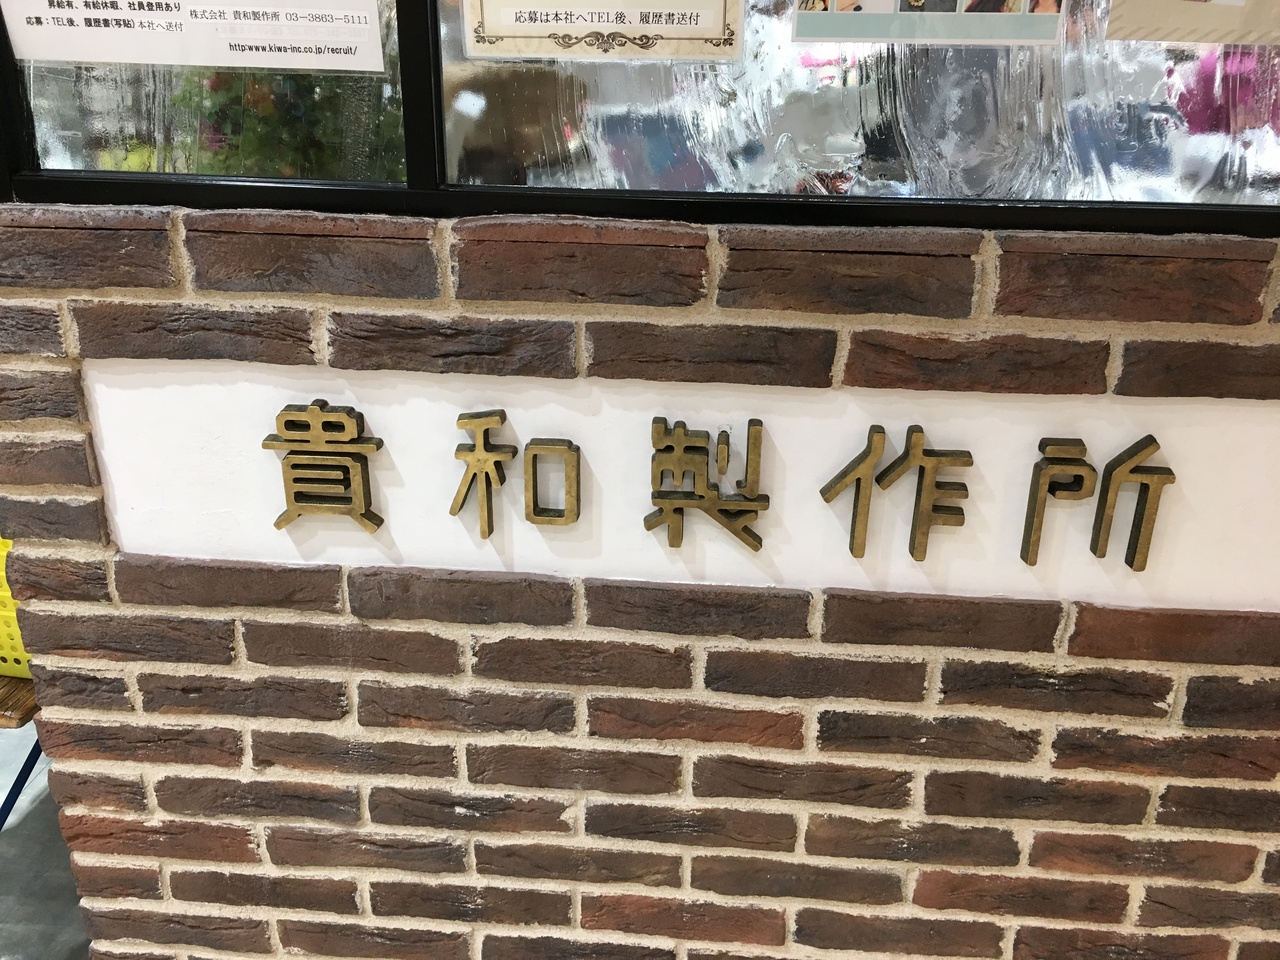 昇給有、有給休暇、社員登用あり
応募：TEL後、履歴書(写貼)本社へ送付
株式会社 貴和製作所 03-3863-5111
http:www.kiwa-inc.co.jp/recruit/
応募は本社へTEL後、履歴書送付
貴和製作所